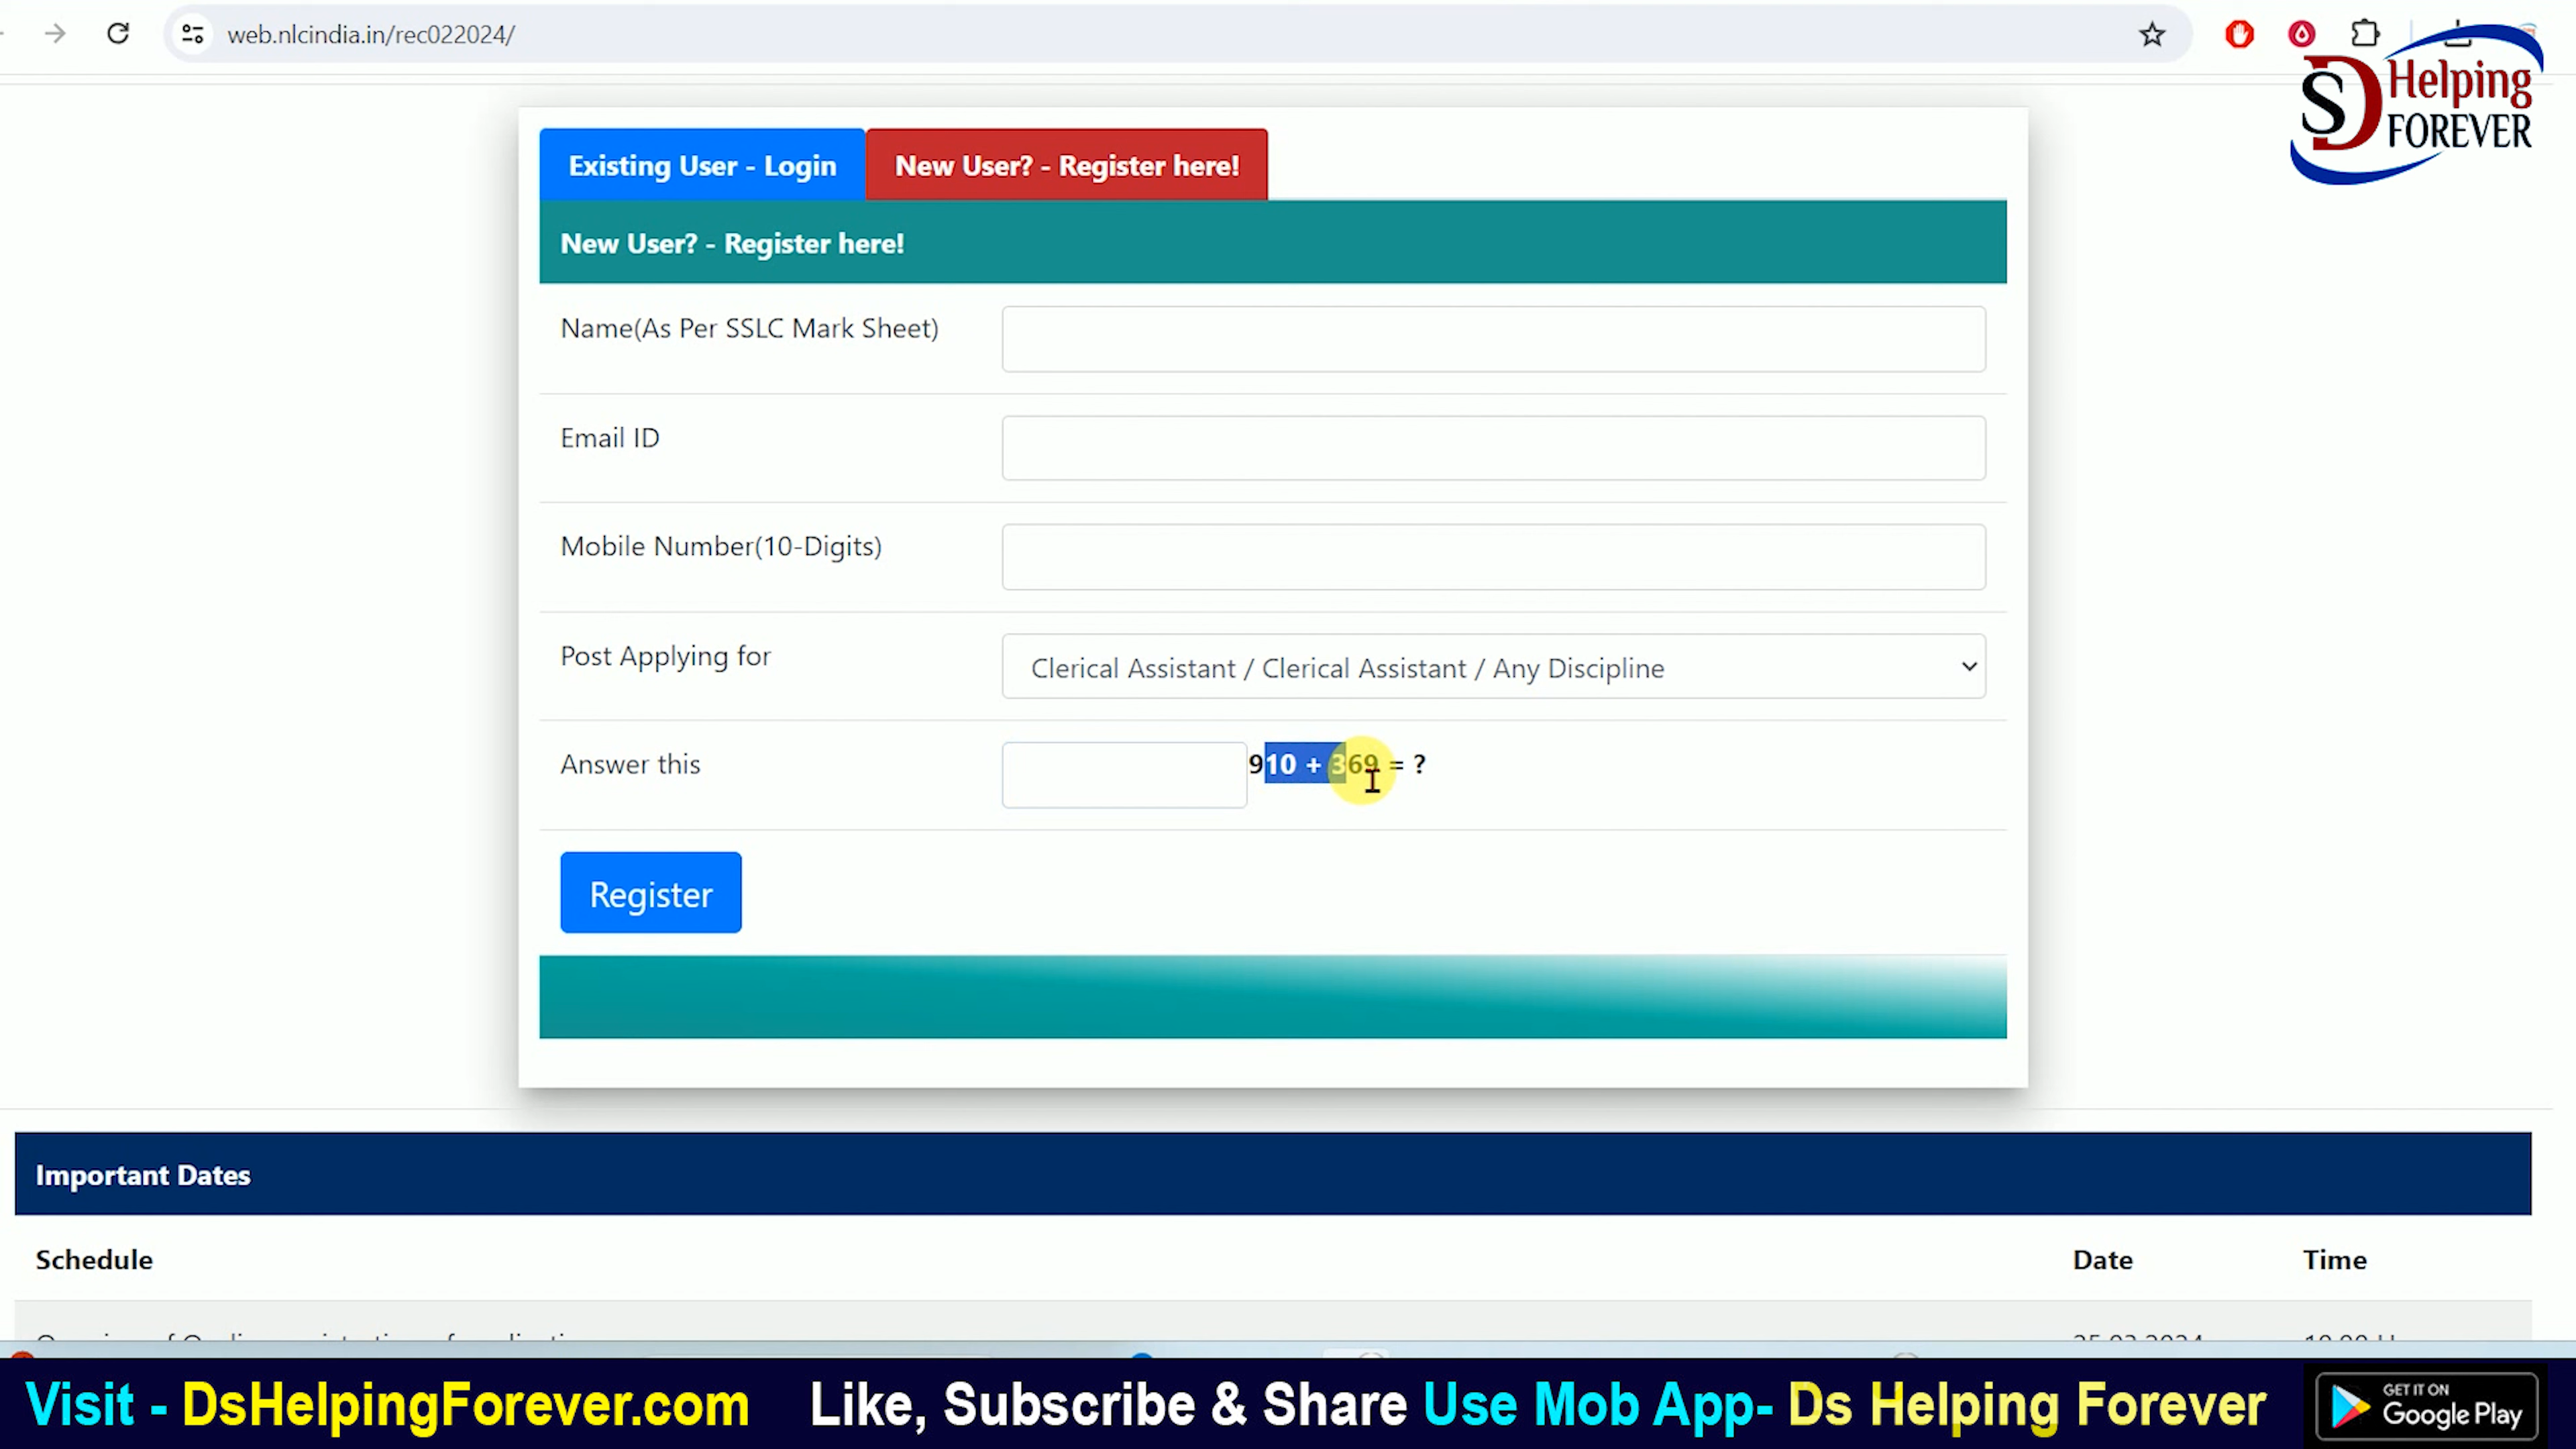 web.nlcindia.in/rec022024/
SD Helping
FOREVER
Existing User - Login
New User? - Register here!
New User? - Register here!
Name(As Per SSLC Mark Sheet)
Email ID
Mobile Number(10-Digits)
Post Applying for
Clerical Assistant / Clerical Assistant / Any Discipline
Answer this
910 + 369 = ?
Register
Important Dates
Schedule
Date
Time
Visit - DsHelpingForever.com
Like, Subscribe & Share Use Mob App- Ds Helping Forever
GET IT ON
Google Play